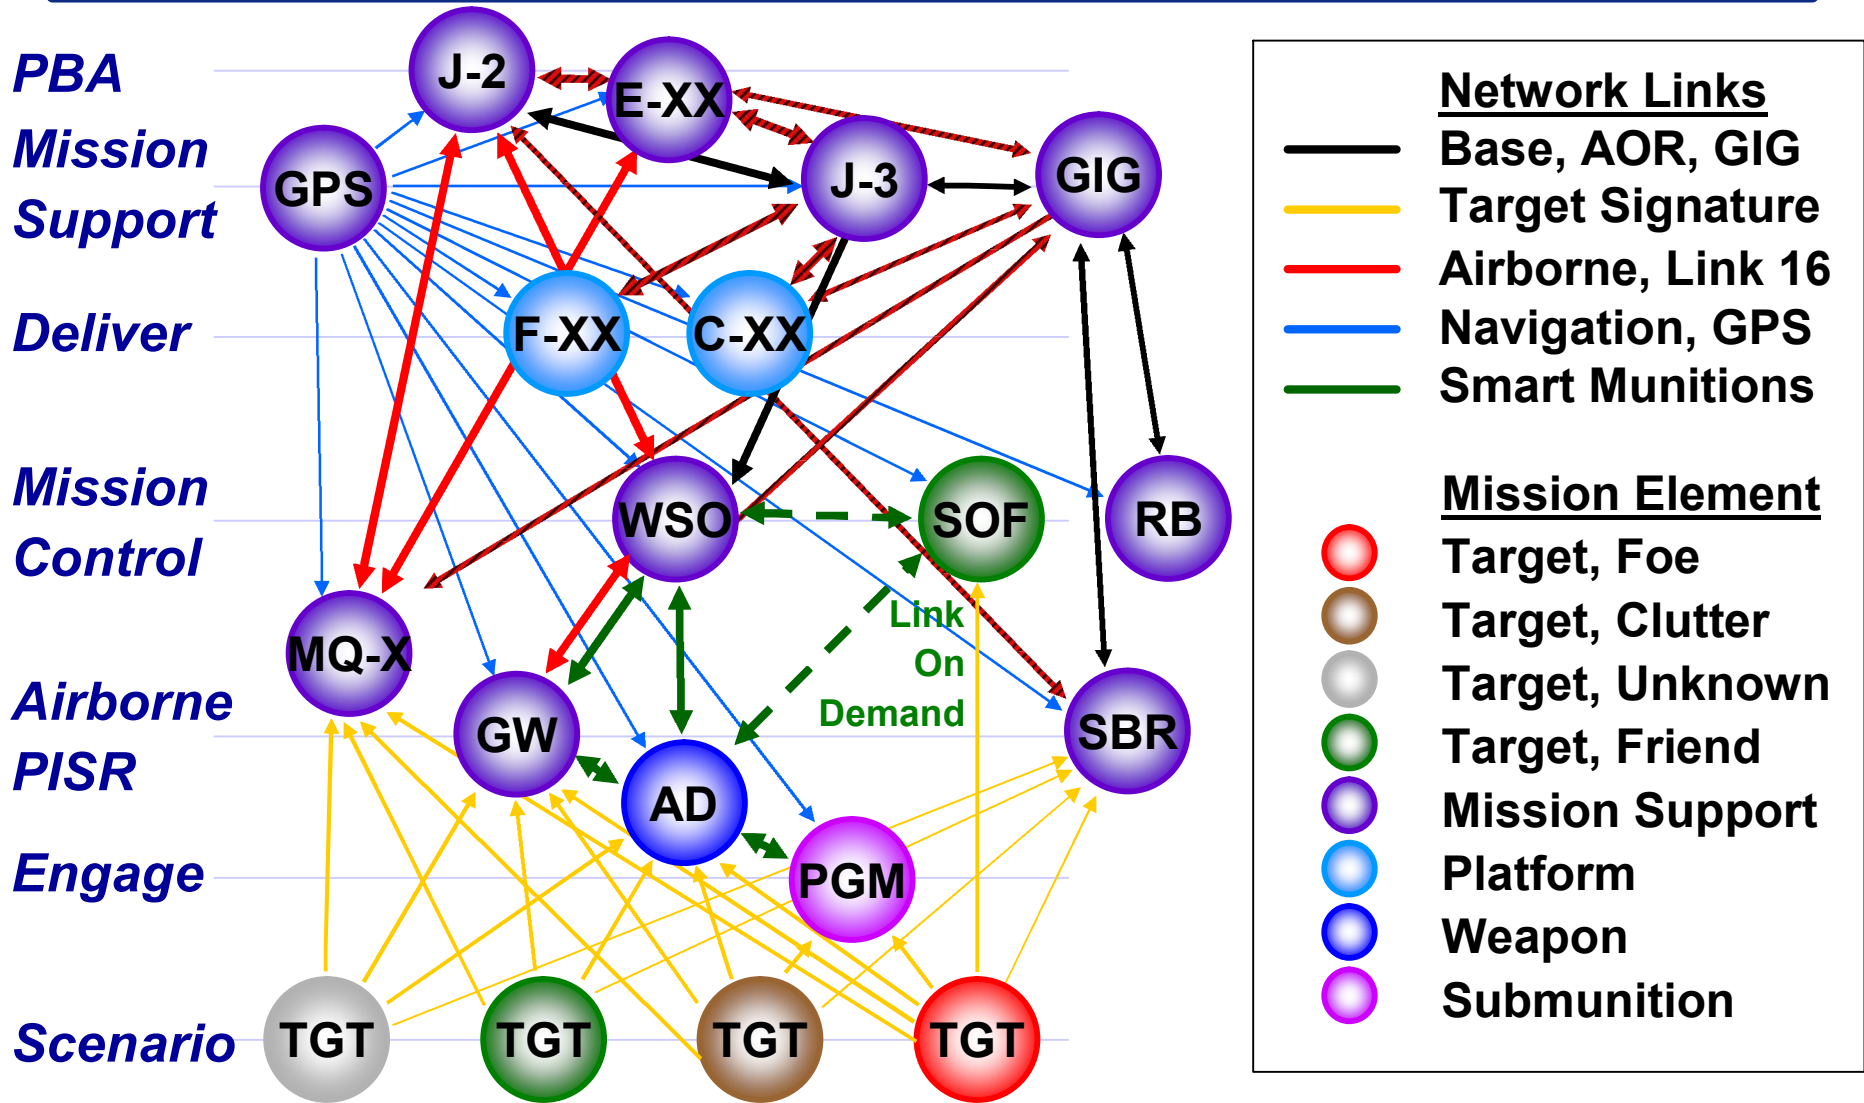 PBA
Mission
Support
Deliver
Mission
Control
Airborne
PISR
Engage
Scenario
J-2
E-XX
GPS
J-3
GIG
F-XX
C-XX
WSO
SOF
RB
MQ-X
GW
AD
SBR
PGM
Link
On
Demand
TGT
TGT
TGT
TGT
Network Links
Base, AOR, GIG
Target Signature
Airborne, Link 16
Navigation, GPS
Smart Munitions
Mission Element
Target, Foe
Target, Clutter
Target, Unknown
Target, Friend
Mission Support
Platform
Weapon
Submunition